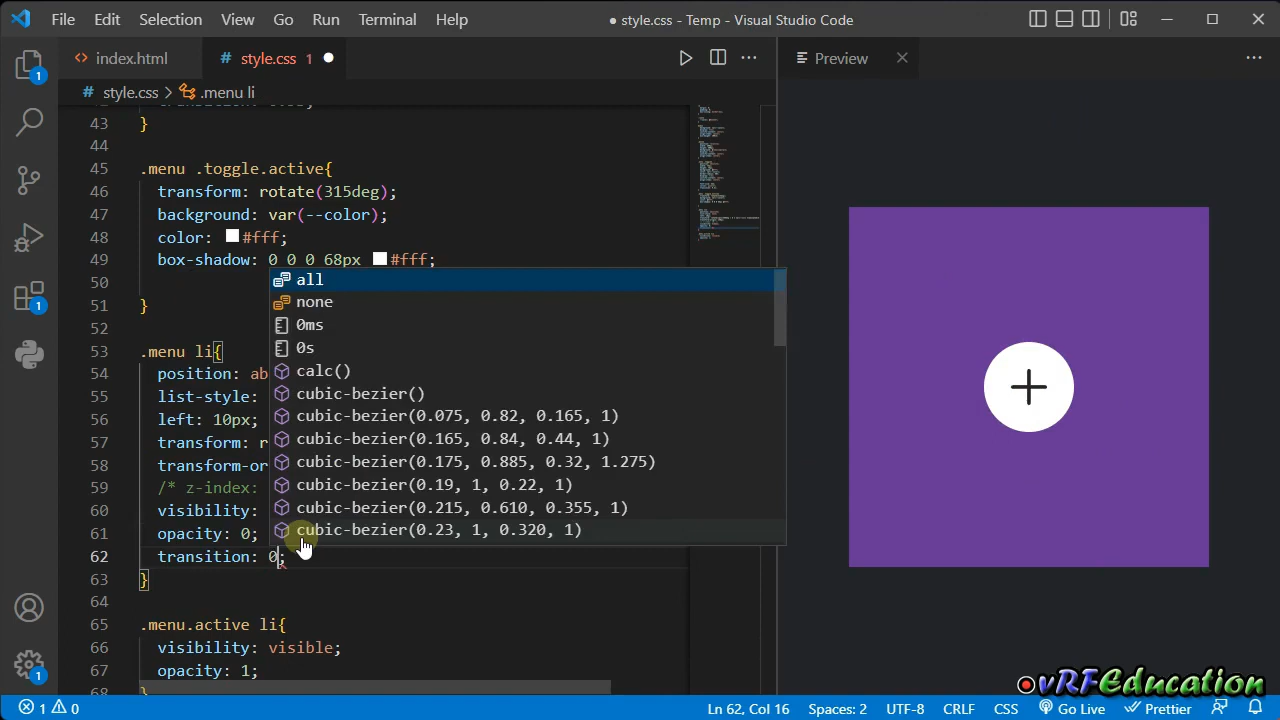 File Edit Selection View Go Run Terminal Help
● style.css - Temp - Visual Studio Code
index.html
# style.css 1 ●
Preview
# style.css > .menu li
43 }
44
45 .menu .toggle.active{
46 transform: rotate(315deg);
47 background: var(--color);
48 color: #fff;
49 box-shadow: 0 0 0 68px #fff;
50
51 }
52
53 .menu li{
54 position: ab
55 list-style:
56 left: 10px;
57 transform: r
58 transform-or
59 /* z-index:
60 visibility:
61 opacity: 0;
62 transition: 0;
63 }
64
65 .menu.active li{
66 visibility: visible;
67 opacity: 1;
68 }
all
none
0ms
0s
calc()
cubic-bezier()
cubic-bezier(0.075, 0.82, 0.165, 1)
cubic-bezier(0.165, 0.84, 0.44, 1)
cubic-bezier(0.175, 0.885, 0.32, 1.275)
cubic-bezier(0.19, 1, 0.22, 1)
cubic-bezier(0.215, 0.610, 0.355, 1)
cubic-bezier(0.23, 1, 0.320, 1)
1
1
1
vRFEducation
1 0 Ln 62, Col 16 Spaces: 2 UTF-8 CRLF CSS Go Live Prettier